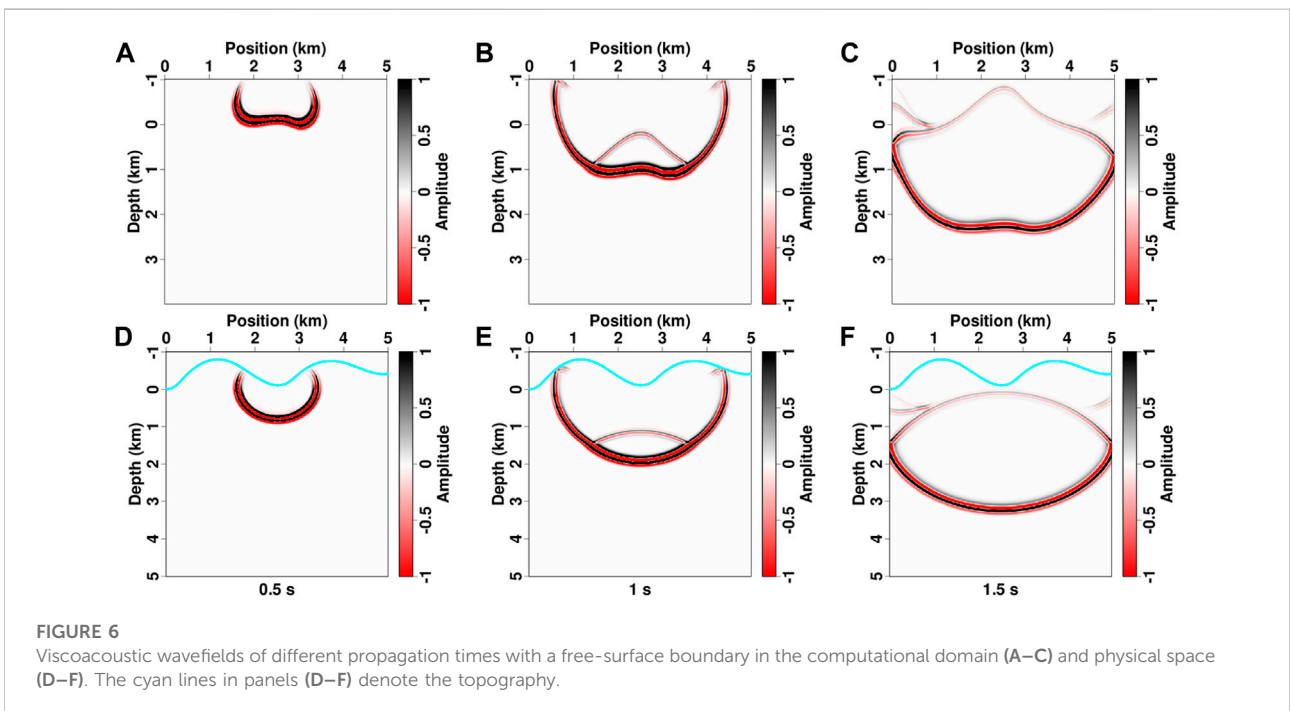 A
Position (km)
0 1 2 3 4 5
-1
0
1
2
3
Depth (km)
1
0.5
0
-0.5
-1
Amplitude
B
Position (km)
0 1 2 3 4 5
-1
0
1
2
3
Depth (km)
1
0.5
0
-0.5
-1
Amplitude
C
Position (km)
0 1 2 3 4 5
-1
0
1
2
3
Depth (km)
1
0.5
0
-0.5
-1
Amplitude
D
Position (km)
0 1 2 3 4 5
-1
0
1
2
3
4
5
Depth (km)
1
0.5
0
-0.5
-1
Amplitude
0.5 s
E
Position (km)
0 1 2 3 4 5
-1
0
1
2
3
4
5
Depth (km)
1
0.5
0
-0.5
-1
Amplitude
1 s
F
Position (km)
0 1 2 3 4 5
-1
0
1
2
3
4
5
Depth (km)
1
0.5
0
-0.5
-1
Amplitude
1.5 s
FIGURE 6
Viscoacoustic wavefields of different propagation times with a free-surface boundary in the computational domain (A–C) and physical space
(D–F). The cyan lines in panels (D–F) denote the topography.